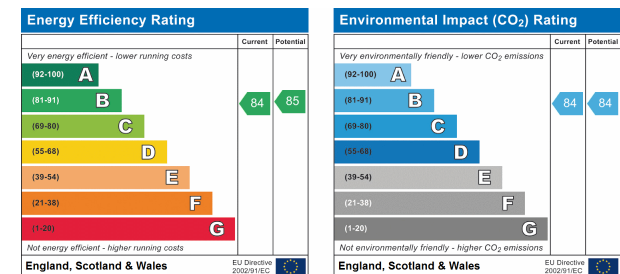 Energy Efficiency Rating
Current Potential
Very energy efficient - lower running costs
(92-100) A
(81-91) B 84 85
(69-80) C
(55-68) D
(39-54) E
(21-38) F
(1-20) G
Not energy efficient - higher running costs
England, Scotland & Wales
EU Directive
2002/91/EC
Environmental Impact (CO2) Rating
Current Potential
Very environmentally friendly - lower CO2 emissions
(92-100) A
(81-91) B 84 84
(69-80) C
(55-68) D
(39-54) E
(21-38) F
(1-20) G
Not environmentally friendly - higher CO2 emissions
England, Scotland & Wales
EU Directive
2002/91/EC